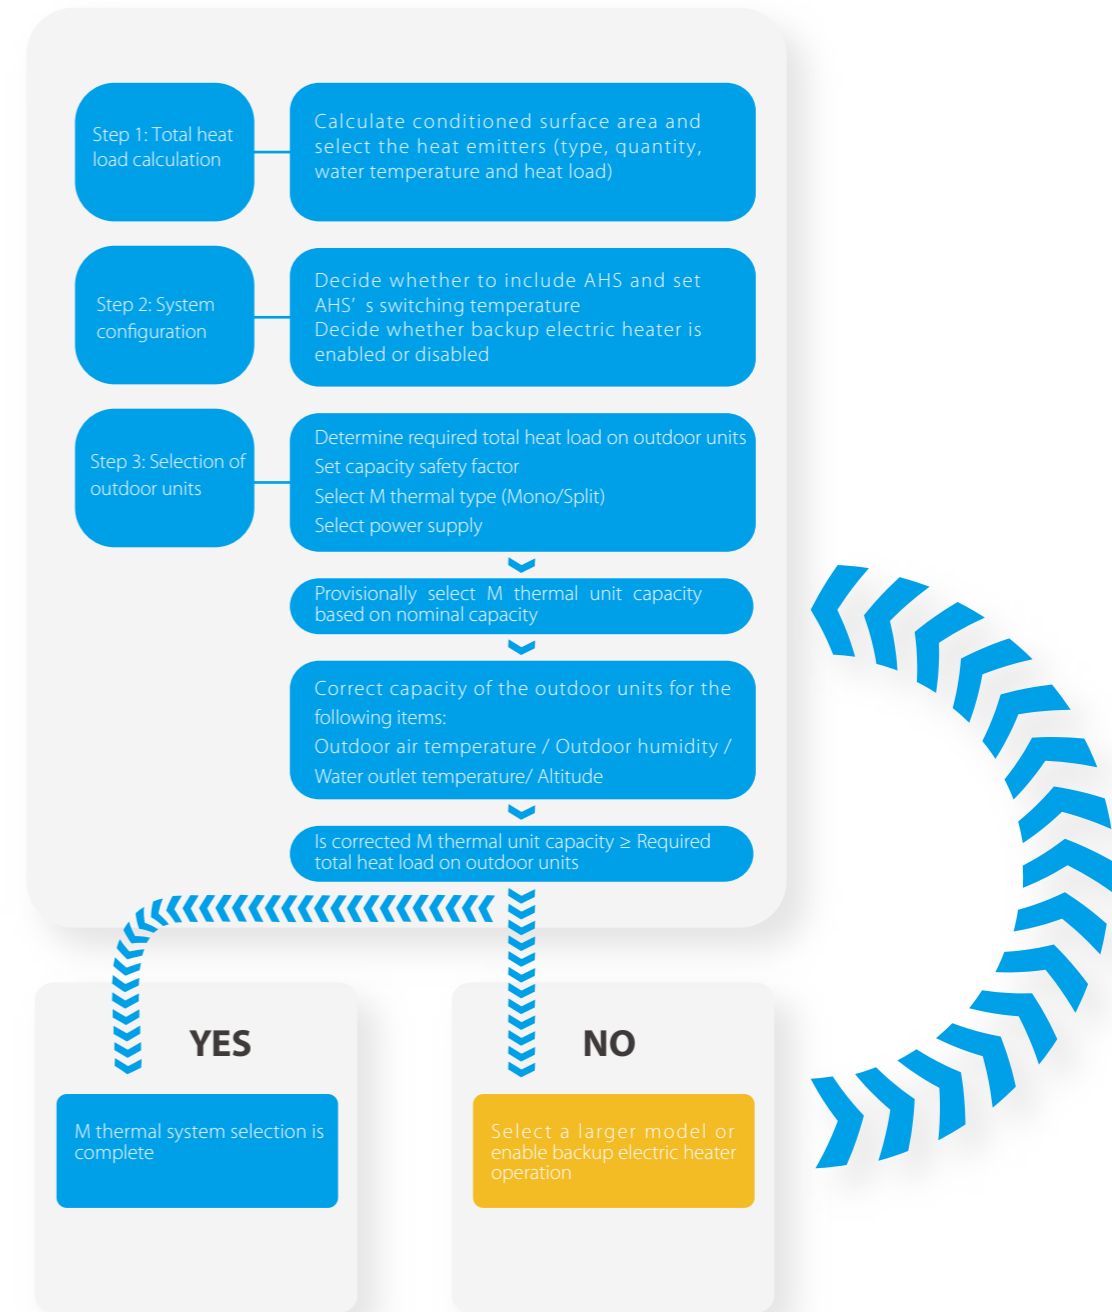 Step 1: Total heat
load calculation
Calculate conditioned surface area and
select the heat emitters (type, quantity,
water temperature and heat load)
Step 2: System
configuration
Decide whether to include AHS and set
AHS’ s switching temperature
Decide whether backup electric heater is
enabled or disabled
Step 3: Selection of
outdoor units
Determine required total heat load on outdoor units
Set capacity safety factor
Select M thermal type (Mono/Split)
Select power supply
Provisionally select M thermal unit capacity
based on nominal capacity
Correct capacity of the outdoor units for the
following items:
Outdoor air temperature / Outdoor humidity /
Water outlet temperature/ Altitude
Is corrected M thermal unit capacity ≥ Required
total heat load on outdoor units
YES
M thermal system selection is
complete
NO
Select a larger model or
enable backup electric heater
operation